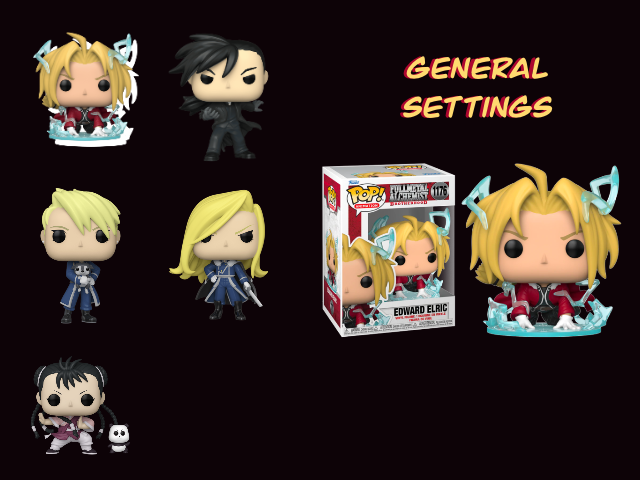 GENERAL
SETTINGS
POP!
FULLMETAL
ALCHEMIST
BROTHERHOOD
1176
EDWARD ELRIC